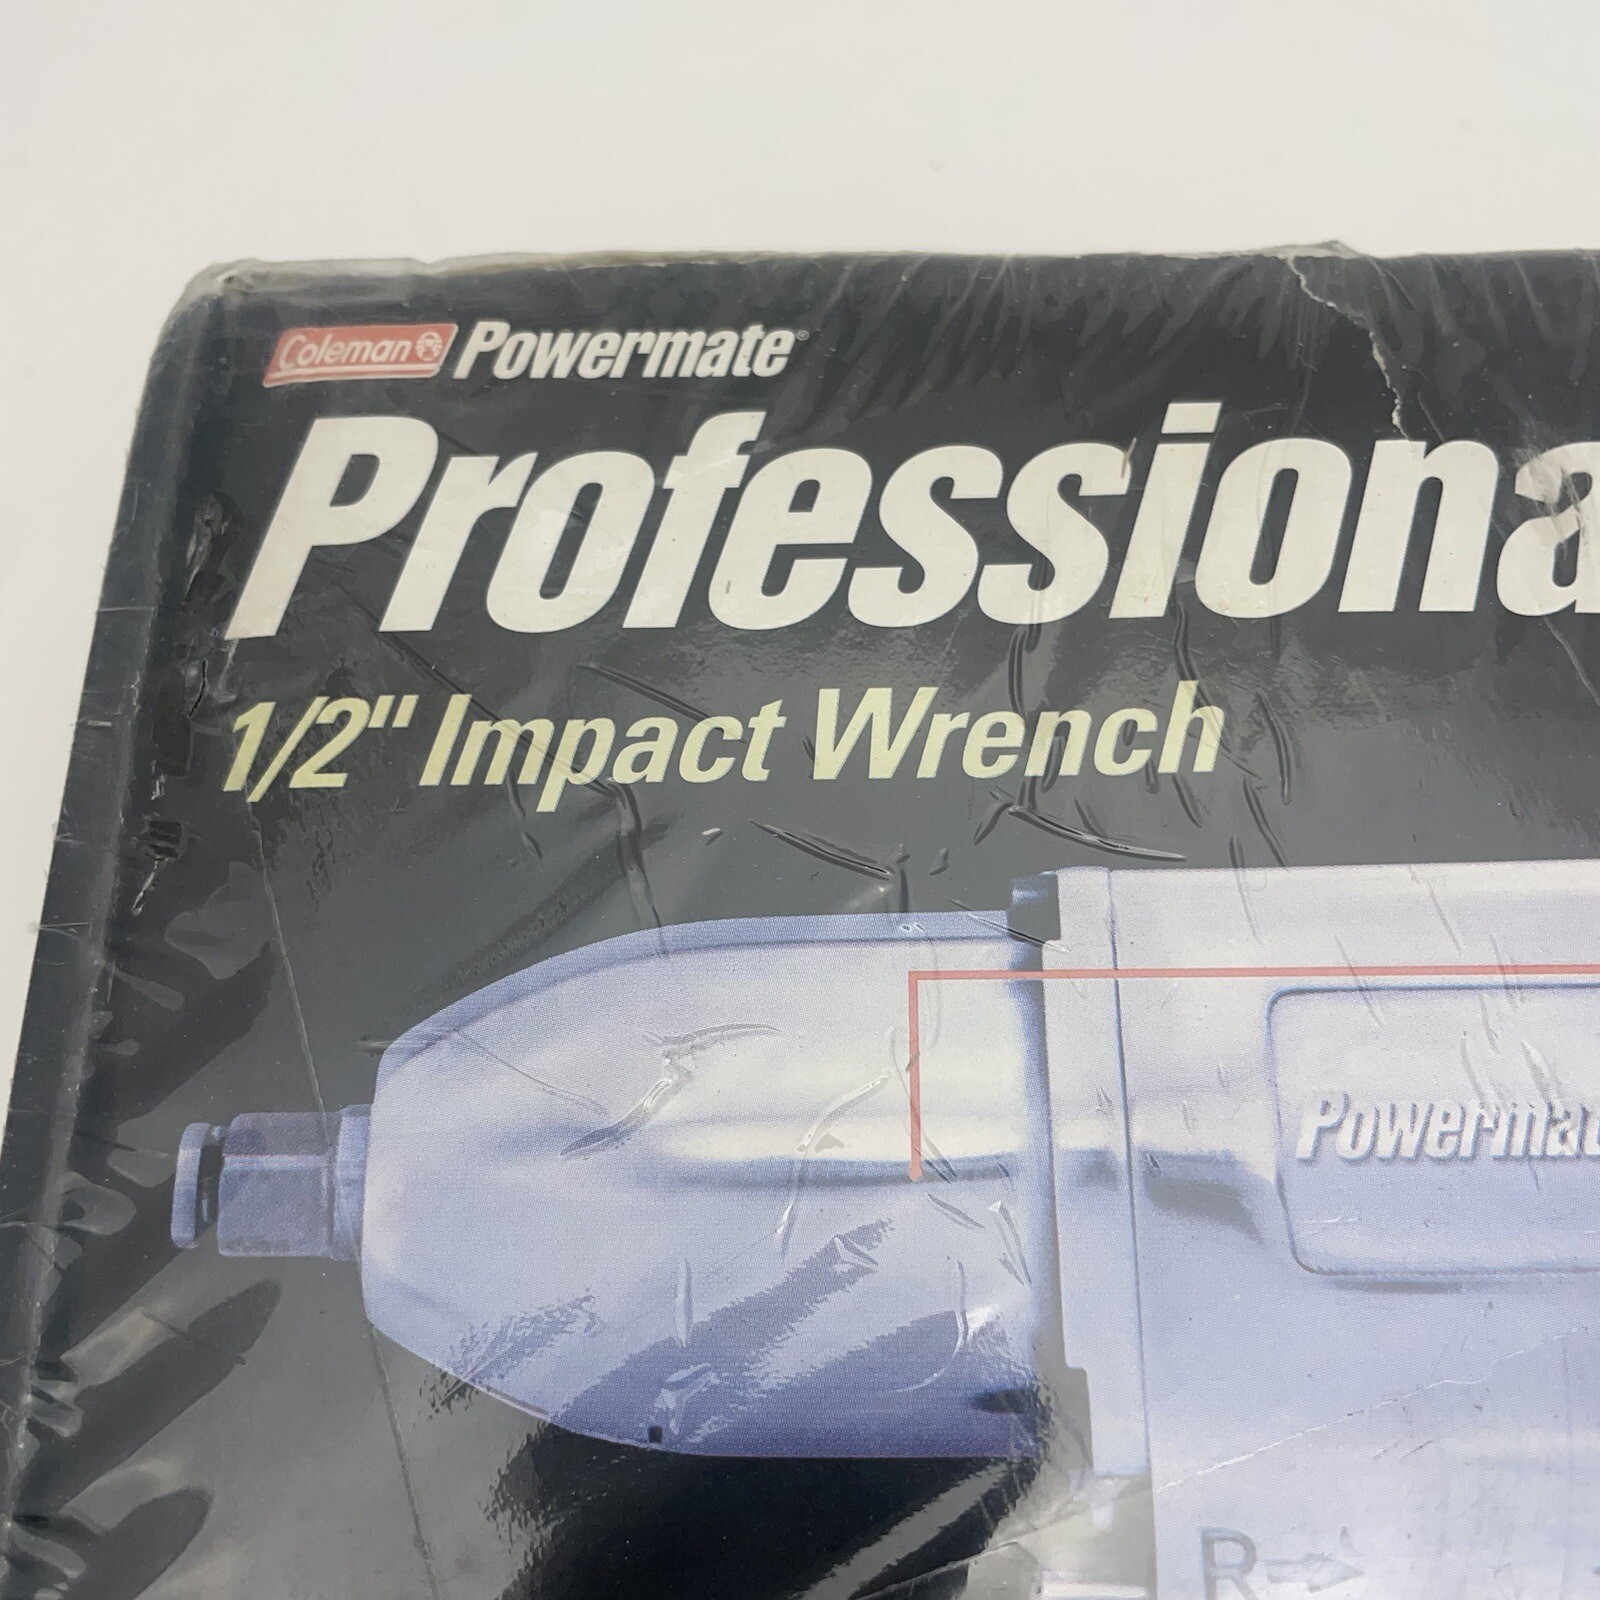 Coleman Powermate®
Professiona
1/2" Impact Wrench
Powermat
R